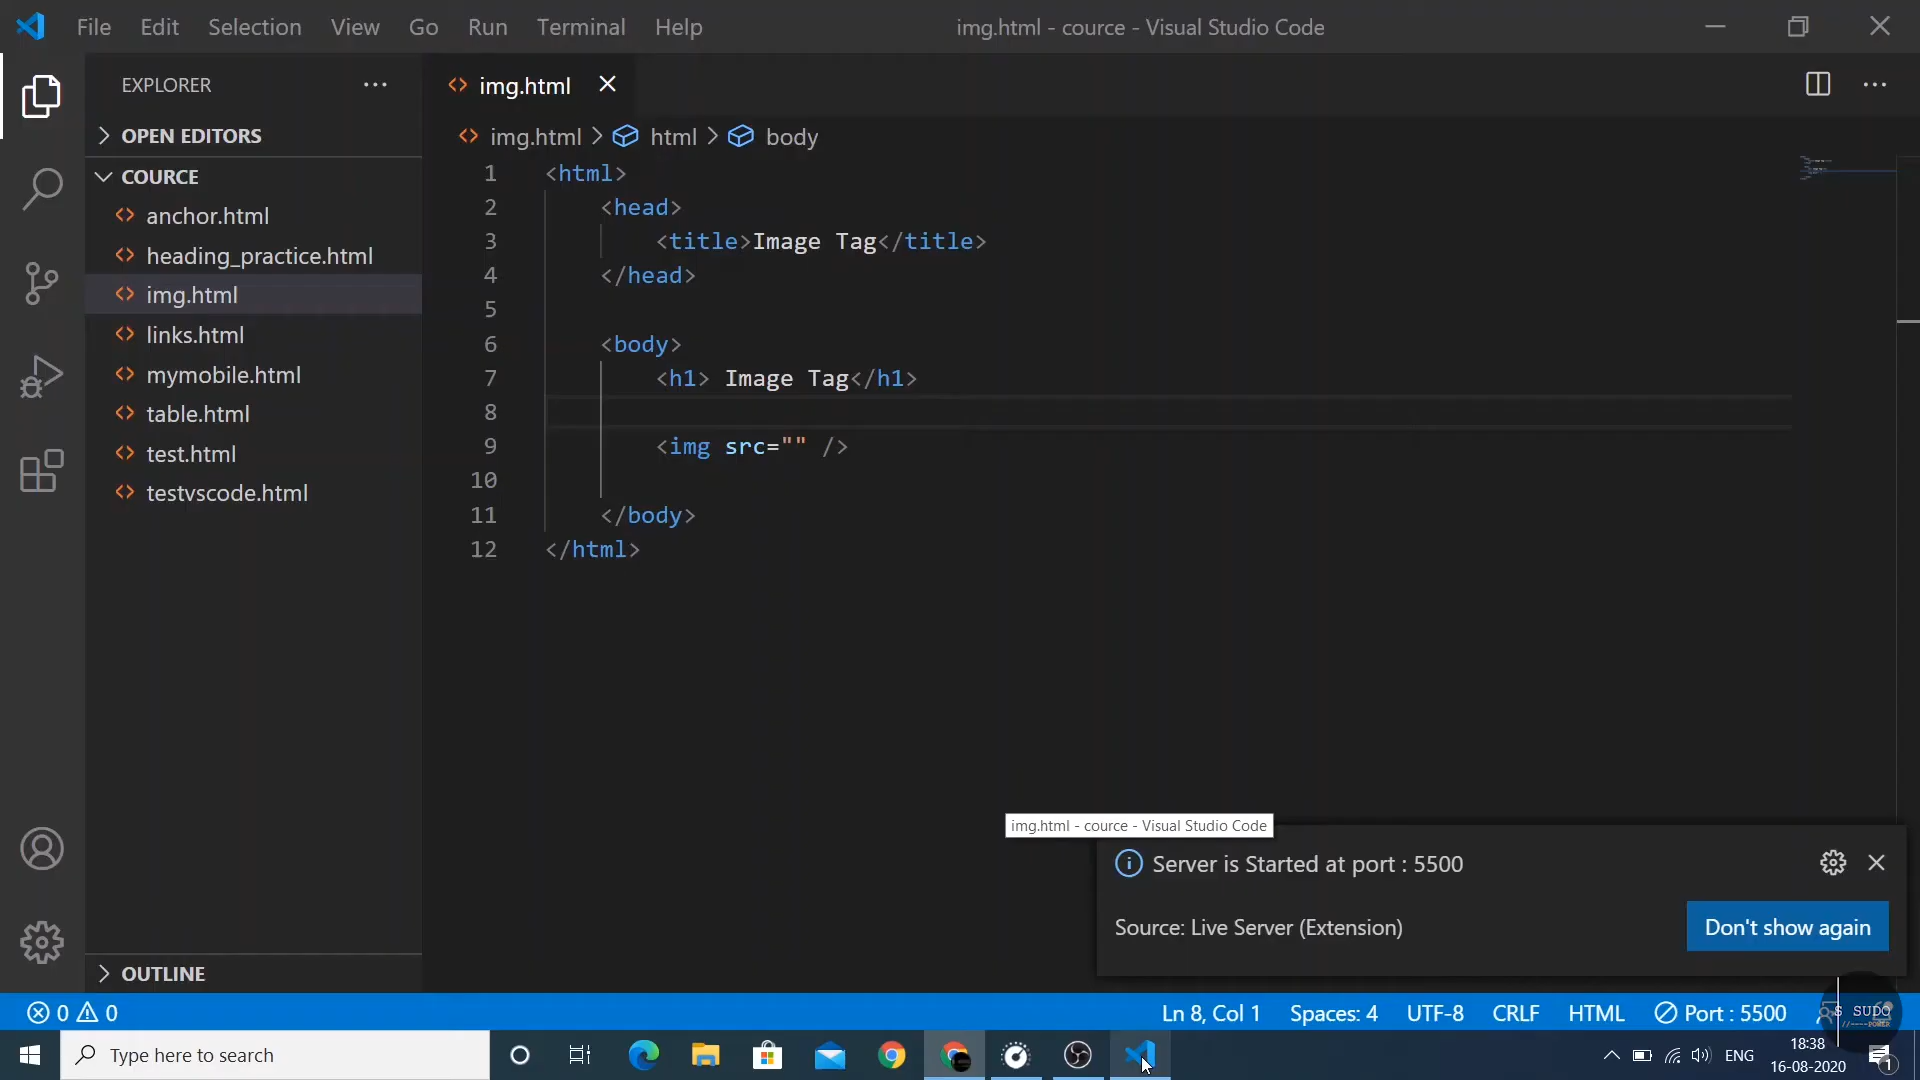 File Edit Selection View Go Run Terminal Help
img.html - cource - Visual Studio Code
EXPLORER
img.html
OPEN EDITORS
COURCE
anchor.html
heading_practice.html
img.html
links.html
mymobile.html
table.html
test.html
testvscode.html
OUTLINE
img.html > html > body
1 <html>
2 <head>
3 <title>Image Tag</title>
4 </head>
5
6 <body>
7 <h1> Image Tag</h1>
8
9 <img src="" />
10
11 </body>
12 </html>
img.html - cource - Visual Studio Code
Server is Started at port : 5500
Source: Live Server (Extension)
Don't show again
0 0
Ln 8, Col 1 Spaces: 4 UTF-8 CRLF HTML Port : 5500
S SUDO
//----POWER
Type here to search
ENG
18:38
16-08-2020
1